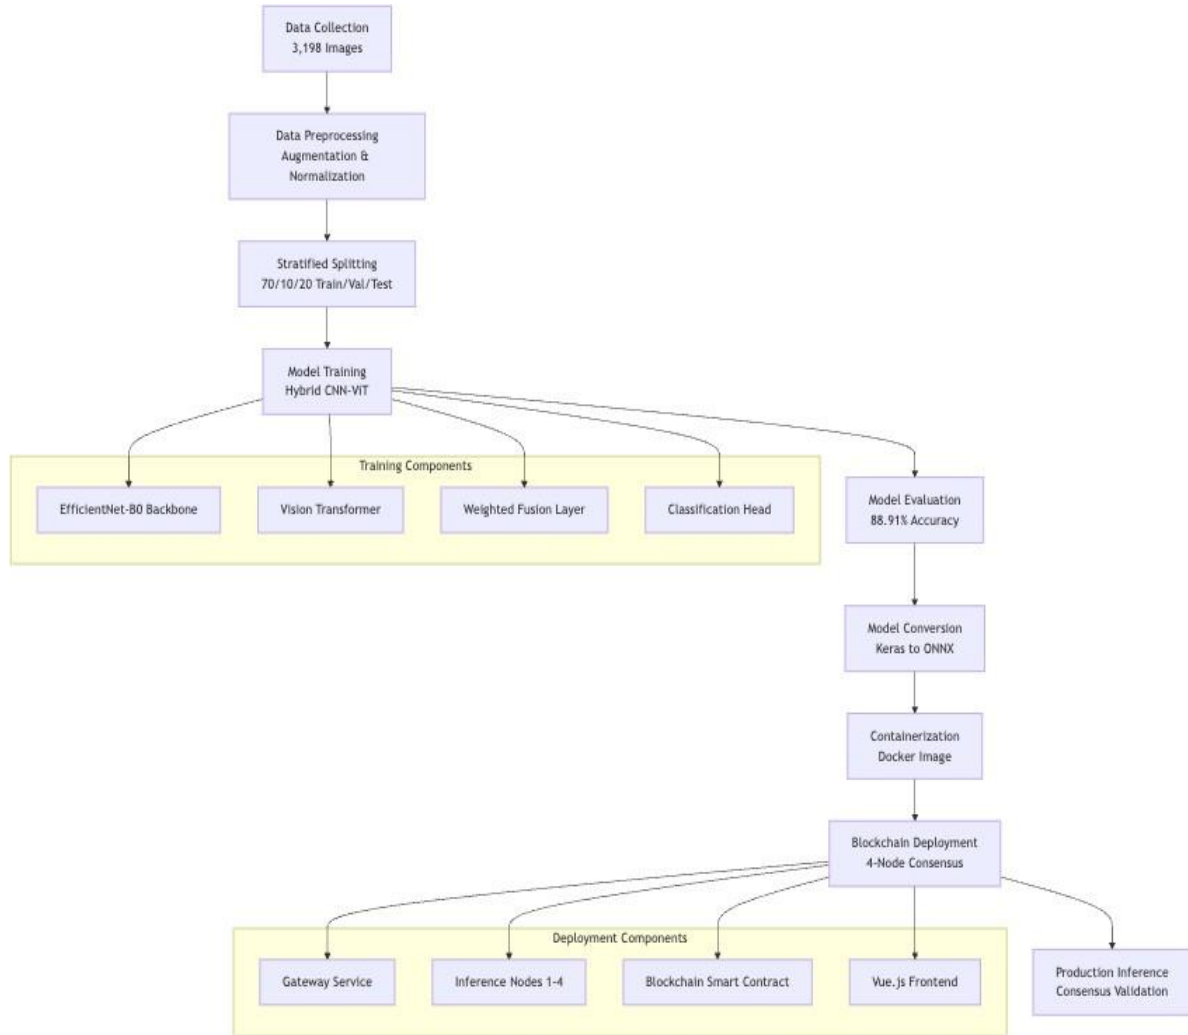 Data Collection
3,198 Images
Data Preprocessing
Augmentation &
Normalization
Stratified Splitting
70/10/20 Train/Val/Test
Model Training
Hybrid CNN-ViT
Training Components
EfficientNet-B0 Backbone
Vision Transformer
Weighted Fusion Layer
Classification Head
Model Evaluation
88.91% Accuracy
Model Conversion
Keras to ONNX
Containerization
Docker Image
Blockchain Deployment
4-Node Consensus
Deployment Components
Gateway Service
Inference Nodes 1-4
Blockchain Smart Contract
Vue.js Frontend
Production Inference
Consensus Validation